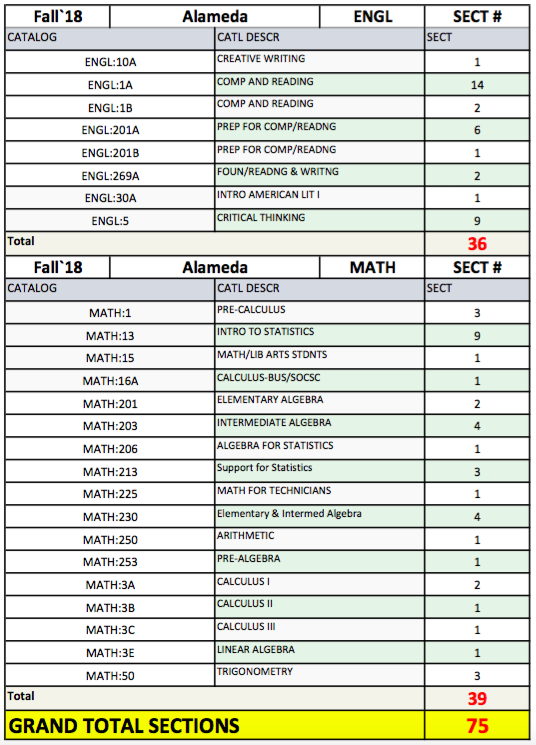 Fall`18 Alameda ENGL SECT #
CATALOG CATL DESCR SECT
ENGL:10A CREATIVE WRITING 1
ENGL:1A COMP AND READING 14
ENGL:1B COMP AND READING 2
ENGL:201A PREP FOR COMP/READNG 6
ENGL:201B PREP FOR COMP/READNG 1
ENGL:269A FOUN/READNG & WRITNG 2
ENGL:30A INTRO AMERICAN LIT I 1
ENGL:5 CRITICAL THINKING 9
Total 36
Fall`18 Alameda MATH SECT #
CATALOG CATL DESCR SECT
MATH:1 PRE-CALCULUS 3
MATH:13 INTRO TO STATISTICS 9
MATH:15 MATH/LIB ARTS STDNTS 1
MATH:16A CALCULUS-BUS/SOCSC 1
MATH:201 ELEMENTARY ALGEBRA 2
MATH:203 INTERMEDIATE ALGEBRA 4
MATH:206 ALGEBRA FOR STATISTICS 1
MATH:213 Support for Statistics 3
MATH:225 MATH FOR TECHNICIANS 1
MATH:230 Elementary & Intermed Algebra 4
MATH:250 ARITHMETIC 1
MATH:253 PRE-ALGEBRA 1
MATH:3A CALCULUS I 2
MATH:3B CALCULUS II 1
MATH:3C CALCULUS III 1
MATH:3E LINEAR ALGEBRA 1
MATH:50 TRIGONOMETRY 3
Total 39
GRAND TOTAL SECTIONS 75